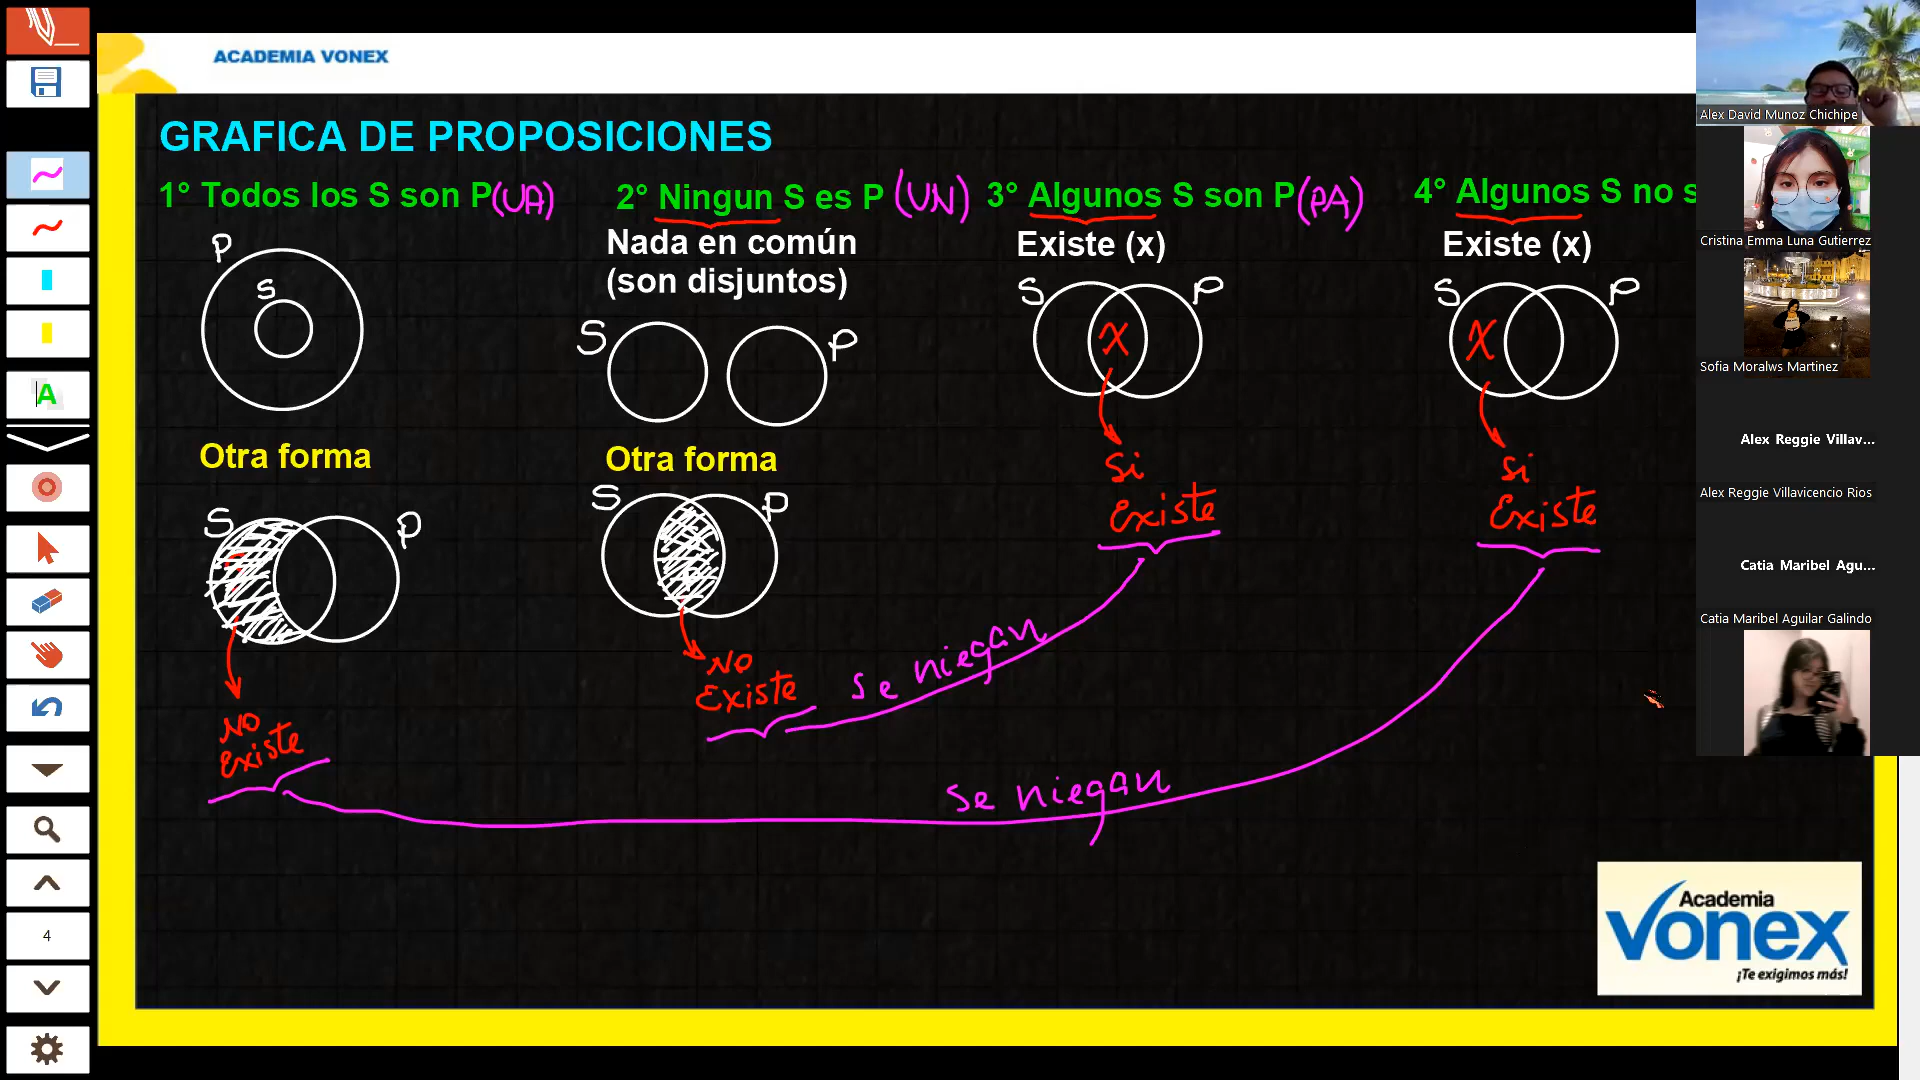 ACADEMIA VONEX
GRAFICA DE PROPOSICIONES
1° Todos los S son P (UA)
P
S
Otra forma
S
P
NO
Existe
2° Ningun S es P (UN)
Nada en común
(son disjuntos)
S
P
Otra forma
S
P
NO
Existe
3° Algunos S son P (PA)
Existe (x)
S
P
X
Si
Existe
4° Algunos S no s
Existe (x)
S
P
X
Si
Existe
se niegan
se niegan
Academia
Vonex
¡Te exigimos más!
A
4
Alex David Munoz Chichipe
Cristina Emma Luna Gutierrez
Sofia Moralws Martinez
Alex Reggie Villav...
Alex Reggie Villavicencio Rios
Catia Maribel Agu...
Catia Maribel Aguilar Galindo